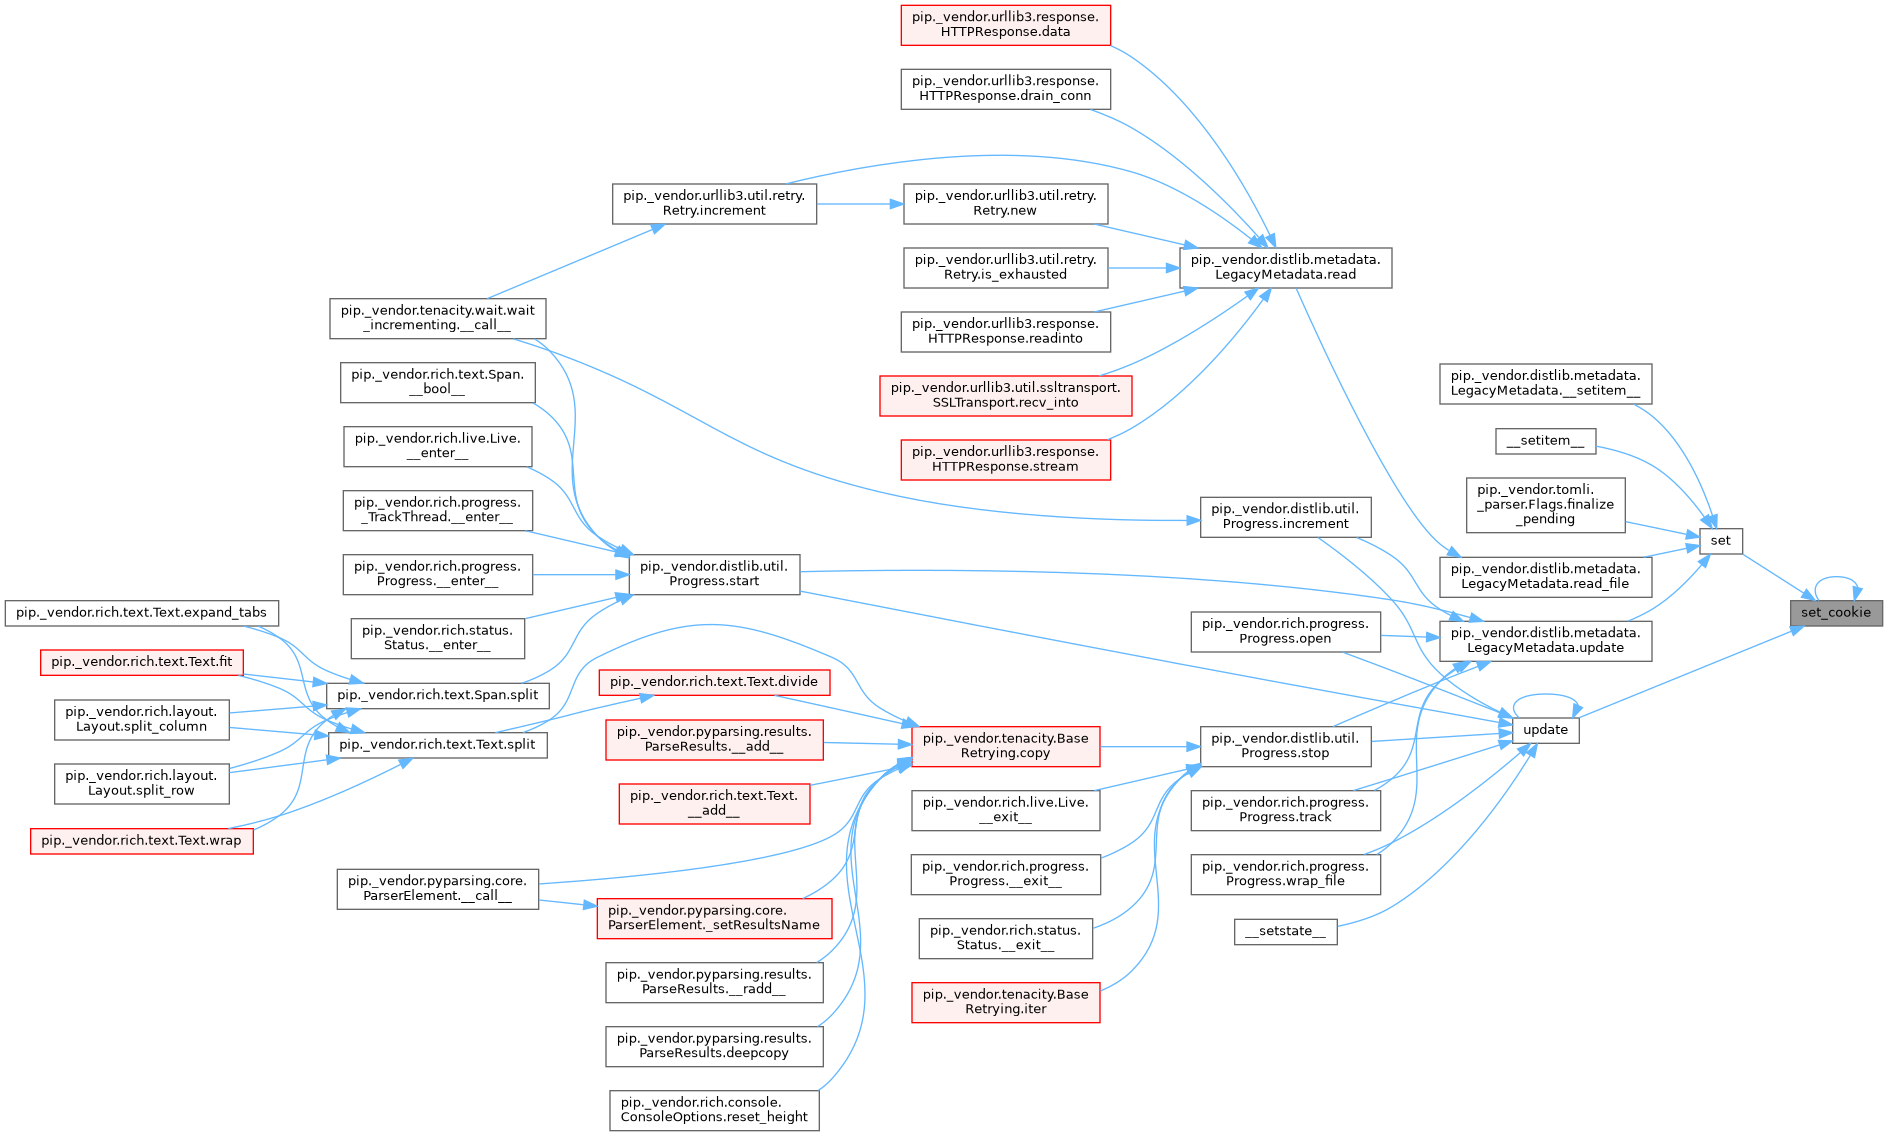 pip._vendor.urllib3.response.
HTTPResponse.data
pip._vendor.urllib3.response.
HTTPResponse.drain_conn
pip._vendor.urllib3.util.retry.
Retry.increment
pip._vendor.urllib3.util.retry.
Retry.new
pip._vendor.urllib3.util.retry.
Retry.is_exhausted
pip._vendor.distlib.metadata.
LegacyMetadata.read
pip._vendor.tenacity.wait.wait
_incrementing.__call__
pip._vendor.urllib3.response.
HTTPResponse.readinto
pip._vendor.rich.text.Span.
__bool__
pip._vendor.urllib3.util.ssltransport.
SSLTransport.recv_into
pip._vendor.distlib.metadata.
LegacyMetadata.__setitem__
pip._vendor.rich.live.Live.
__enter__
pip._vendor.urllib3.response.
HTTPResponse.stream
__setitem__
pip._vendor.rich.progress.
_TrackThread.__enter__
pip._vendor.distlib.util.
Progress.increment
pip._vendor.tomli.
_parser.Flags.finalize
_pending
set
pip._vendor.rich.progress.
Progress.__enter__
pip._vendor.distlib.util.
Progress.start
pip._vendor.distlib.metadata.
LegacyMetadata.read_file
set_cookie
pip._vendor.rich.text.Text.expand_tabs
pip._vendor.rich.status.
Status.__enter__
pip._vendor.rich.progress.
Progress.open
pip._vendor.distlib.metadata.
LegacyMetadata.update
pip._vendor.rich.text.Text.fit
pip._vendor.rich.text.Span.split
pip._vendor.rich.text.Text.divide
pip._vendor.rich.layout.
Layout.split_column
pip._vendor.rich.text.Text.split
pip._vendor.pyparsing.results.
ParseResults.__add__
pip._vendor.tenacity.Base
Retrying.copy
pip._vendor.distlib.util.
Progress.stop
update
pip._vendor.rich.layout.
Layout.split_row
pip._vendor.rich.text.Text.
__add__
pip._vendor.rich.live.Live.
__exit__
pip._vendor.rich.progress.
Progress.track
pip._vendor.rich.text.Text.wrap
pip._vendor.pyparsing.core.
ParserElement.__call__
pip._vendor.rich.progress.
Progress.__exit__
pip._vendor.rich.progress.
Progress.wrap_file
pip._vendor.pyparsing.core.
ParserElement._setResultsName
pip._vendor.rich.status.
Status.__exit__
__setstate__
pip._vendor.pyparsing.results.
ParseResults.__radd__
pip._vendor.tenacity.Base
Retrying.iter
pip._vendor.pyparsing.results.
ParseResults.deepcopy
pip._vendor.rich.console.
ConsoleOptions.reset_height